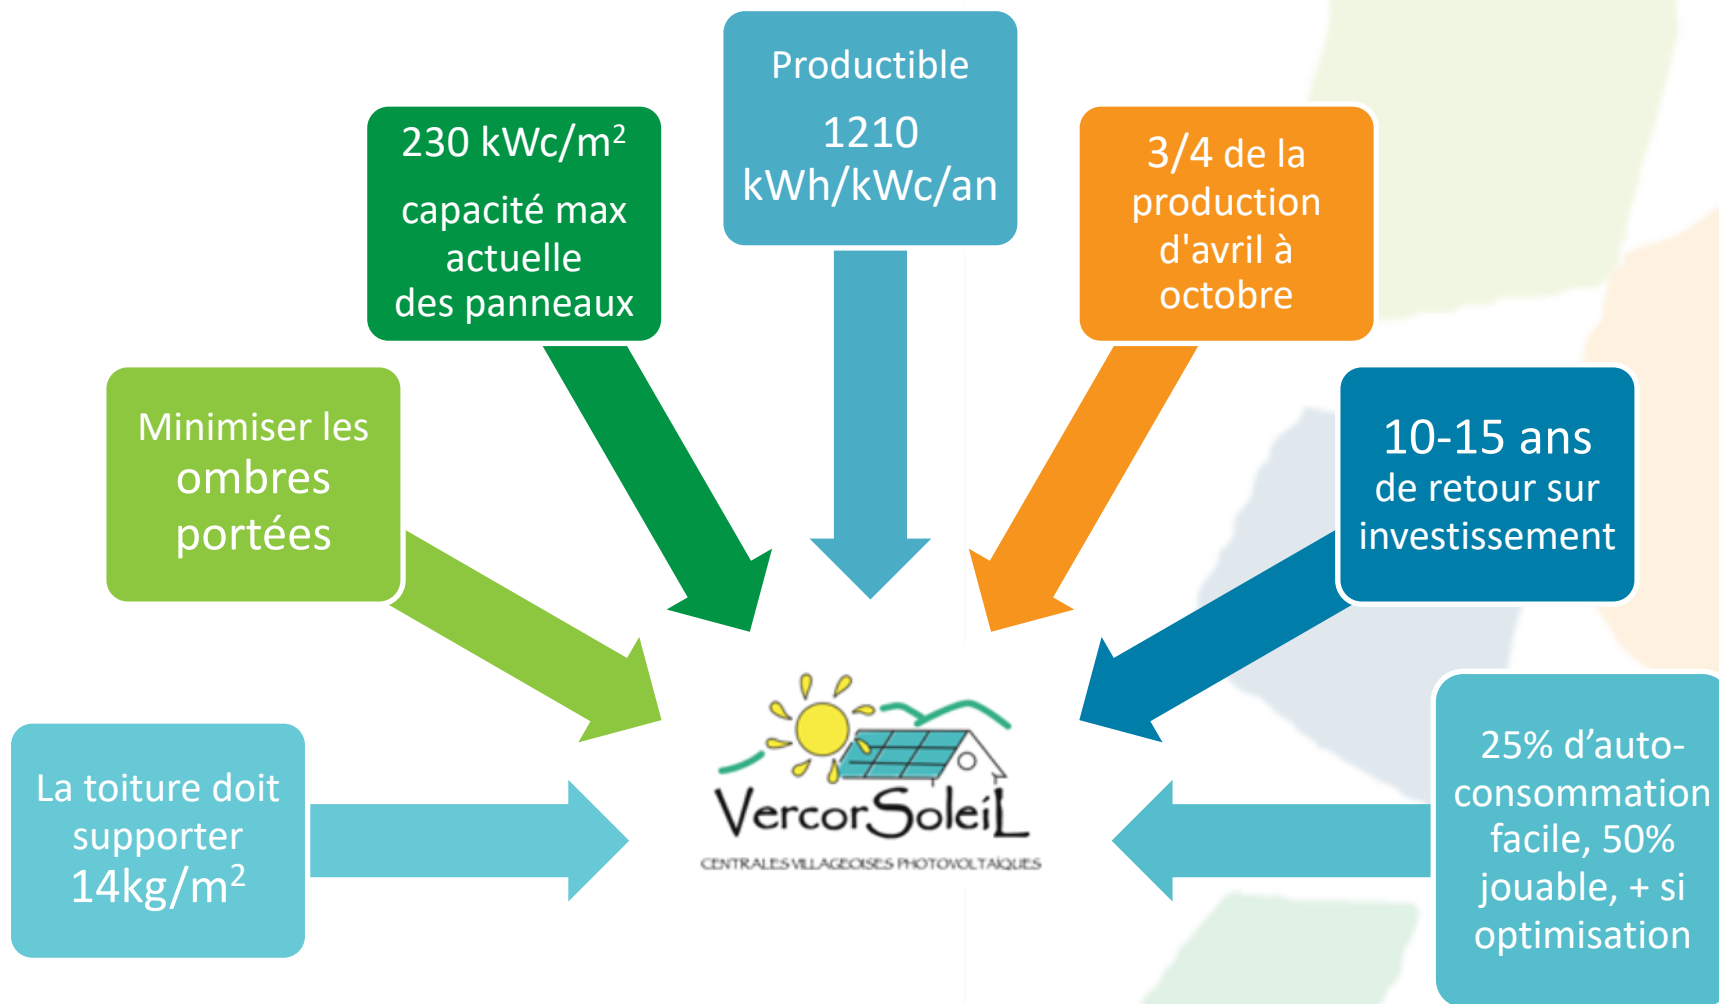 Productible
1210
kWh/kWc/an
230 kWc/m²
capacité max
actuelle
des panneaux
3/4 de la
production
d'avril à
octobre
Minimiser les
ombres
portées
10-15 ans
de retour sur
investissement
La toiture doit
supporter
14kg/m²
25% d’auto-
consommation
facile, 50%
jouable, + si
optimisation
VercorSoleiL
CENTRALES VILLAGEOISES PHOTOVOLTAÏQUES